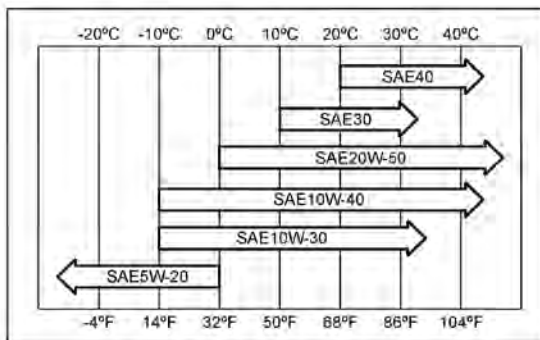 -20ºC -10ºC 0ºC 10ºC 20ºC 30ºC 40ºC
SAE40
SAE30
SAE20W-50
SAE10W-40
SAE10W-30
SAE5W-20
-4ºF 14ºF 32ºF 50ºF 68ºF 86ºF 104ºF